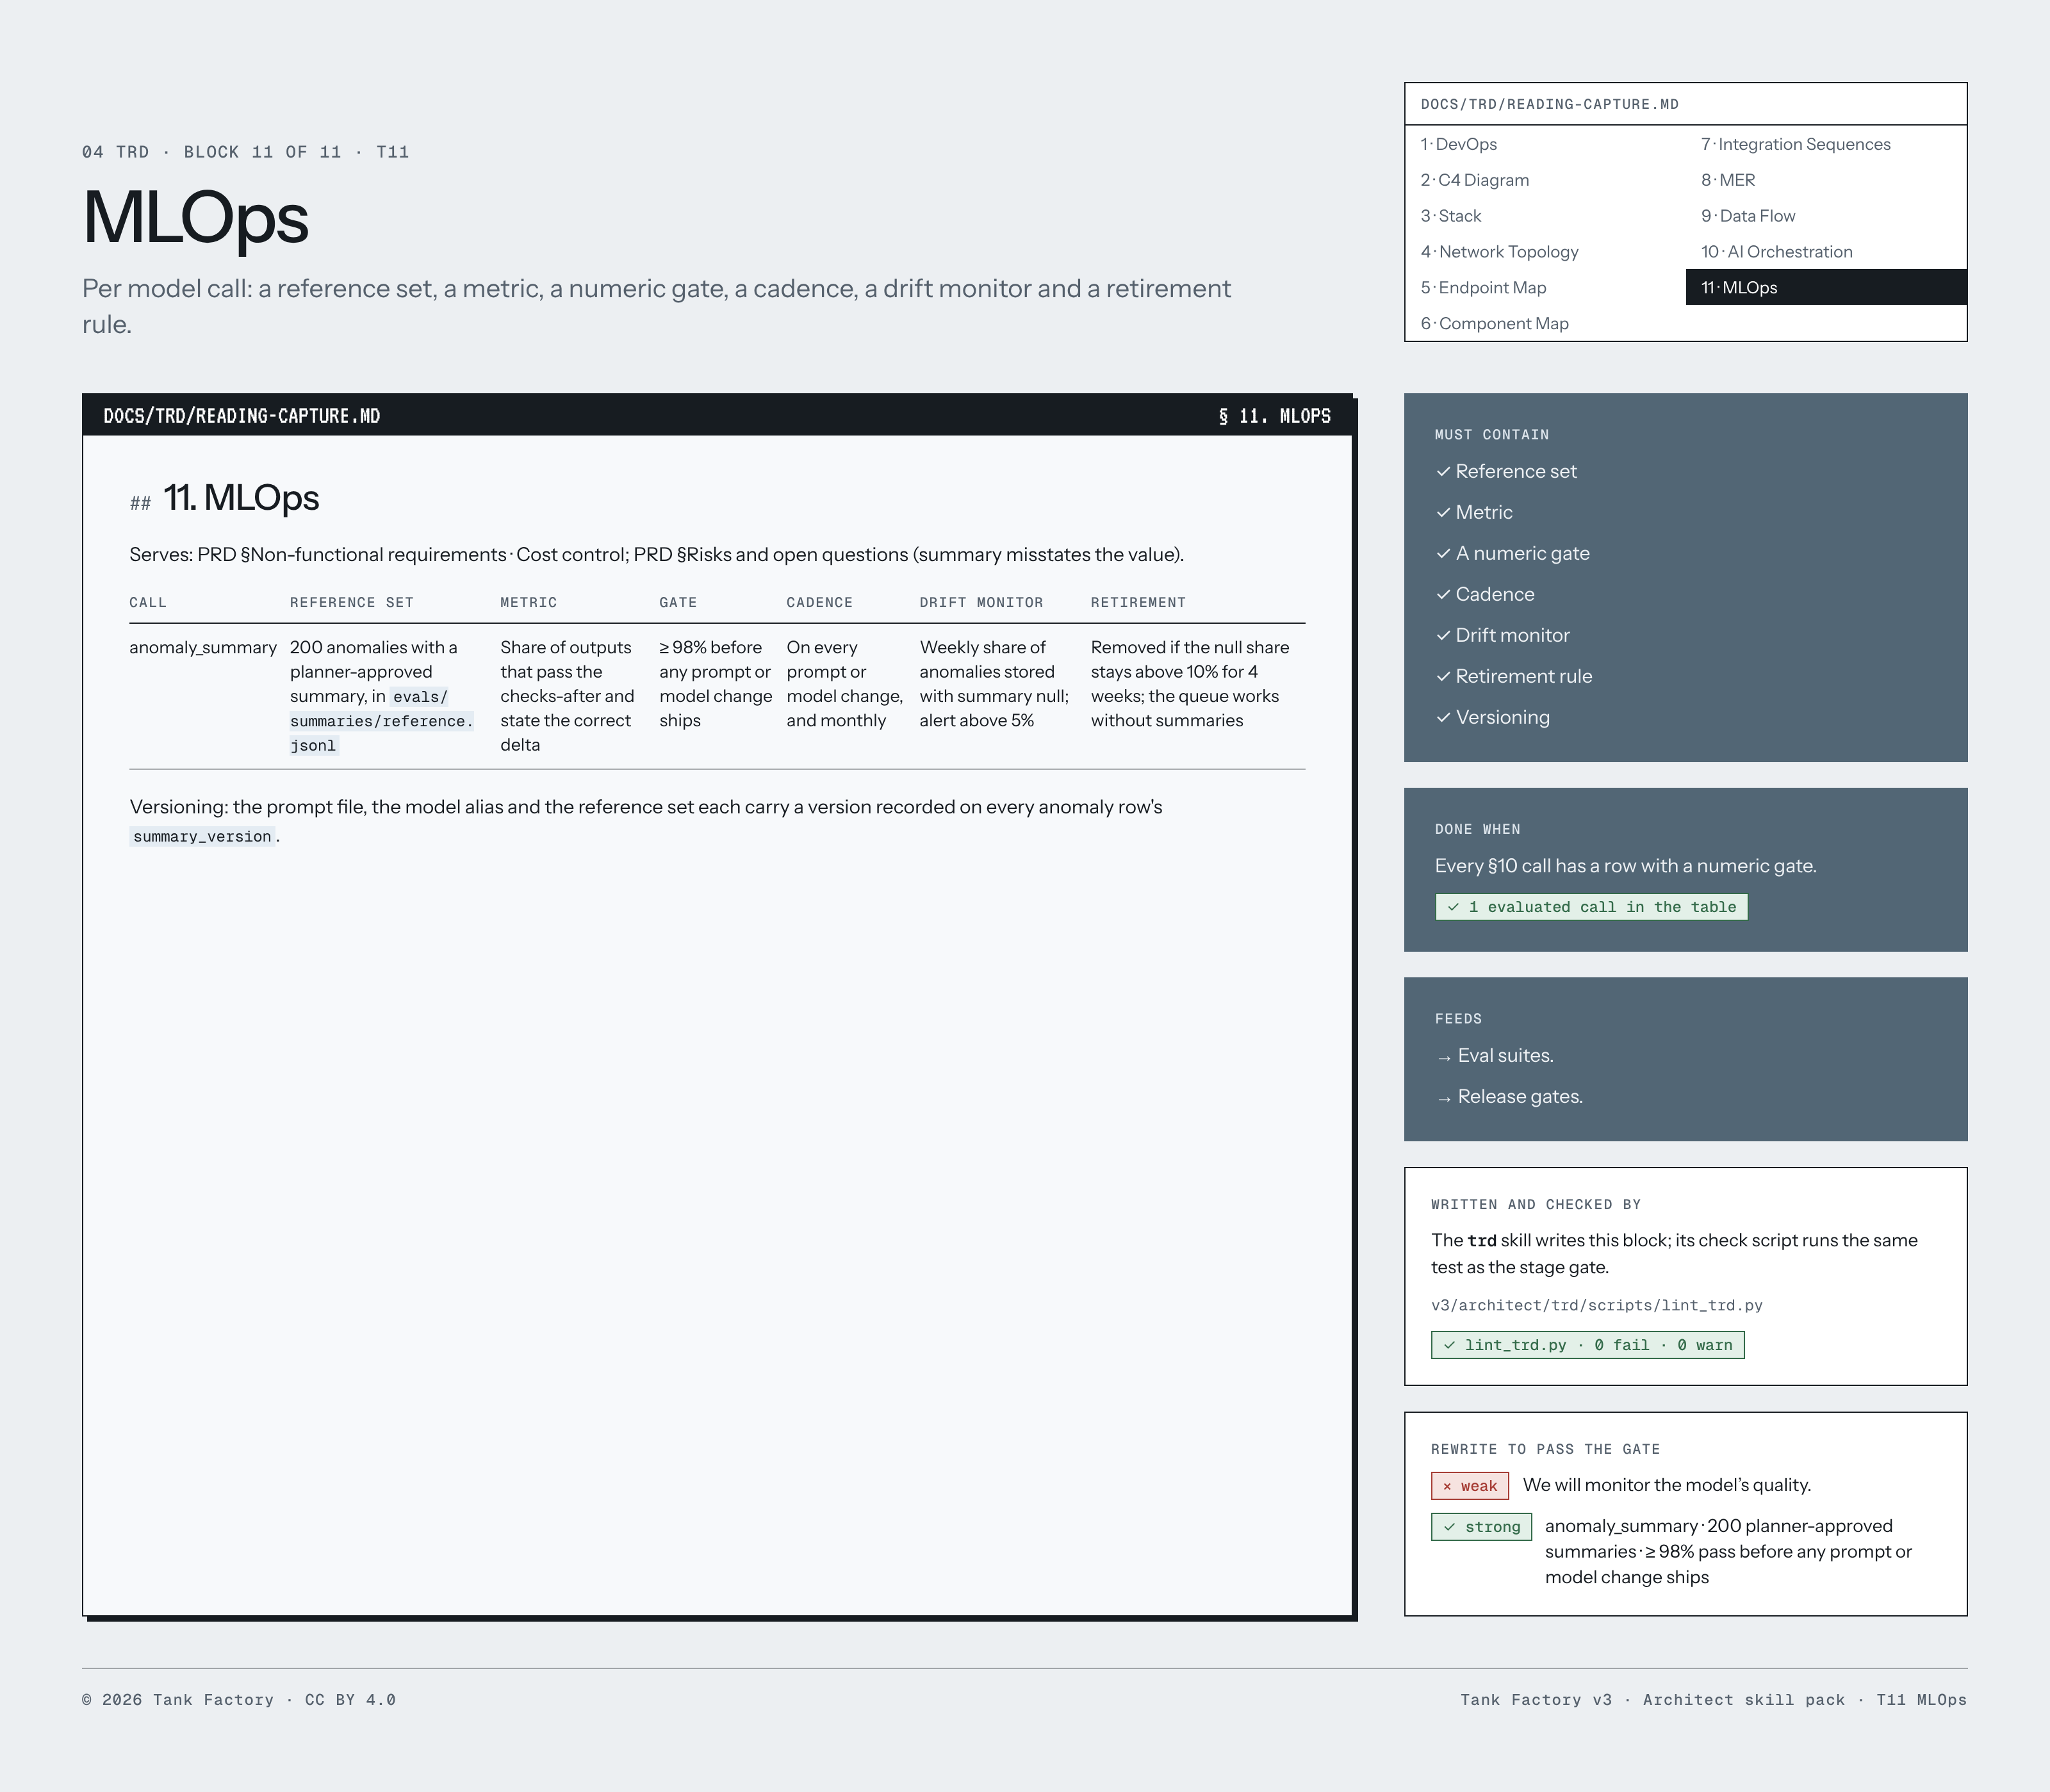 04 TRD · BLOCK 11 OF 11 · T11
MLOps
Per model call: a reference set, a metric, a numeric gate, a cadence, a drift monitor and a retirement
rule.
DOCS/TRD/READING-CAPTURE.MD
1 · DevOps
2 · C4 Diagram
3 · Stack
4 · Network Topology
5 · Endpoint Map
6 · Component Map
7 · Integration Sequences
8 · MER
9 · Data Flow
10 · AI Orchestration
11 · MLOps
DOCS/TRD/READING-CAPTURE.MD
§ 11. MLOPS
## 11. MLOps
Serves: PRD §Non-functional requirements · Cost control; PRD §Risks and open questions (summary misstates the value).
CALL
REFERENCE SET
METRIC
GATE
CADENCE
DRIFT MONITOR
RETIREMENT
anomaly_summary
200 anomalies with a
planner-approved
summary, in evals/
summaries/reference.
jsonl
Share of outputs
that pass the
checks-after and
state the correct
delta
≥ 98% before
any prompt or
model change
ships
On every
prompt or
model change,
and monthly
Weekly share of
anomalies stored
with summary null;
alert above 5%
Removed if the null share
stays above 10% for 4
weeks; the queue works
without summaries
Versioning: the prompt file, the model alias and the reference set each carry a version recorded on every anomaly row's
summary_version.
MUST CONTAIN
✓ Reference set
✓ Metric
✓ A numeric gate
✓ Cadence
✓ Drift monitor
✓ Retirement rule
✓ Versioning
DONE WHEN
Every §10 call has a row with a numeric gate.
✓ 1 evaluated call in the table
FEEDS
→ Eval suites.
→ Release gates.
WRITTEN AND CHECKED BY
The trd skill writes this block; its check script runs the same
test as the stage gate.
v3/architect/trd/scripts/lint_trd.py
✓ lint_trd.py · 0 fail · 0 warn
REWRITE TO PASS THE GATE
× weak We will monitor the model’s quality.
✓ strong anomaly_summary · 200 planner-approved
summaries · ≥ 98% pass before any prompt or
model change ships
© 2026 Tank Factory · CC BY 4.0
Tank Factory v3 · Architect skill pack · T11 MLOps